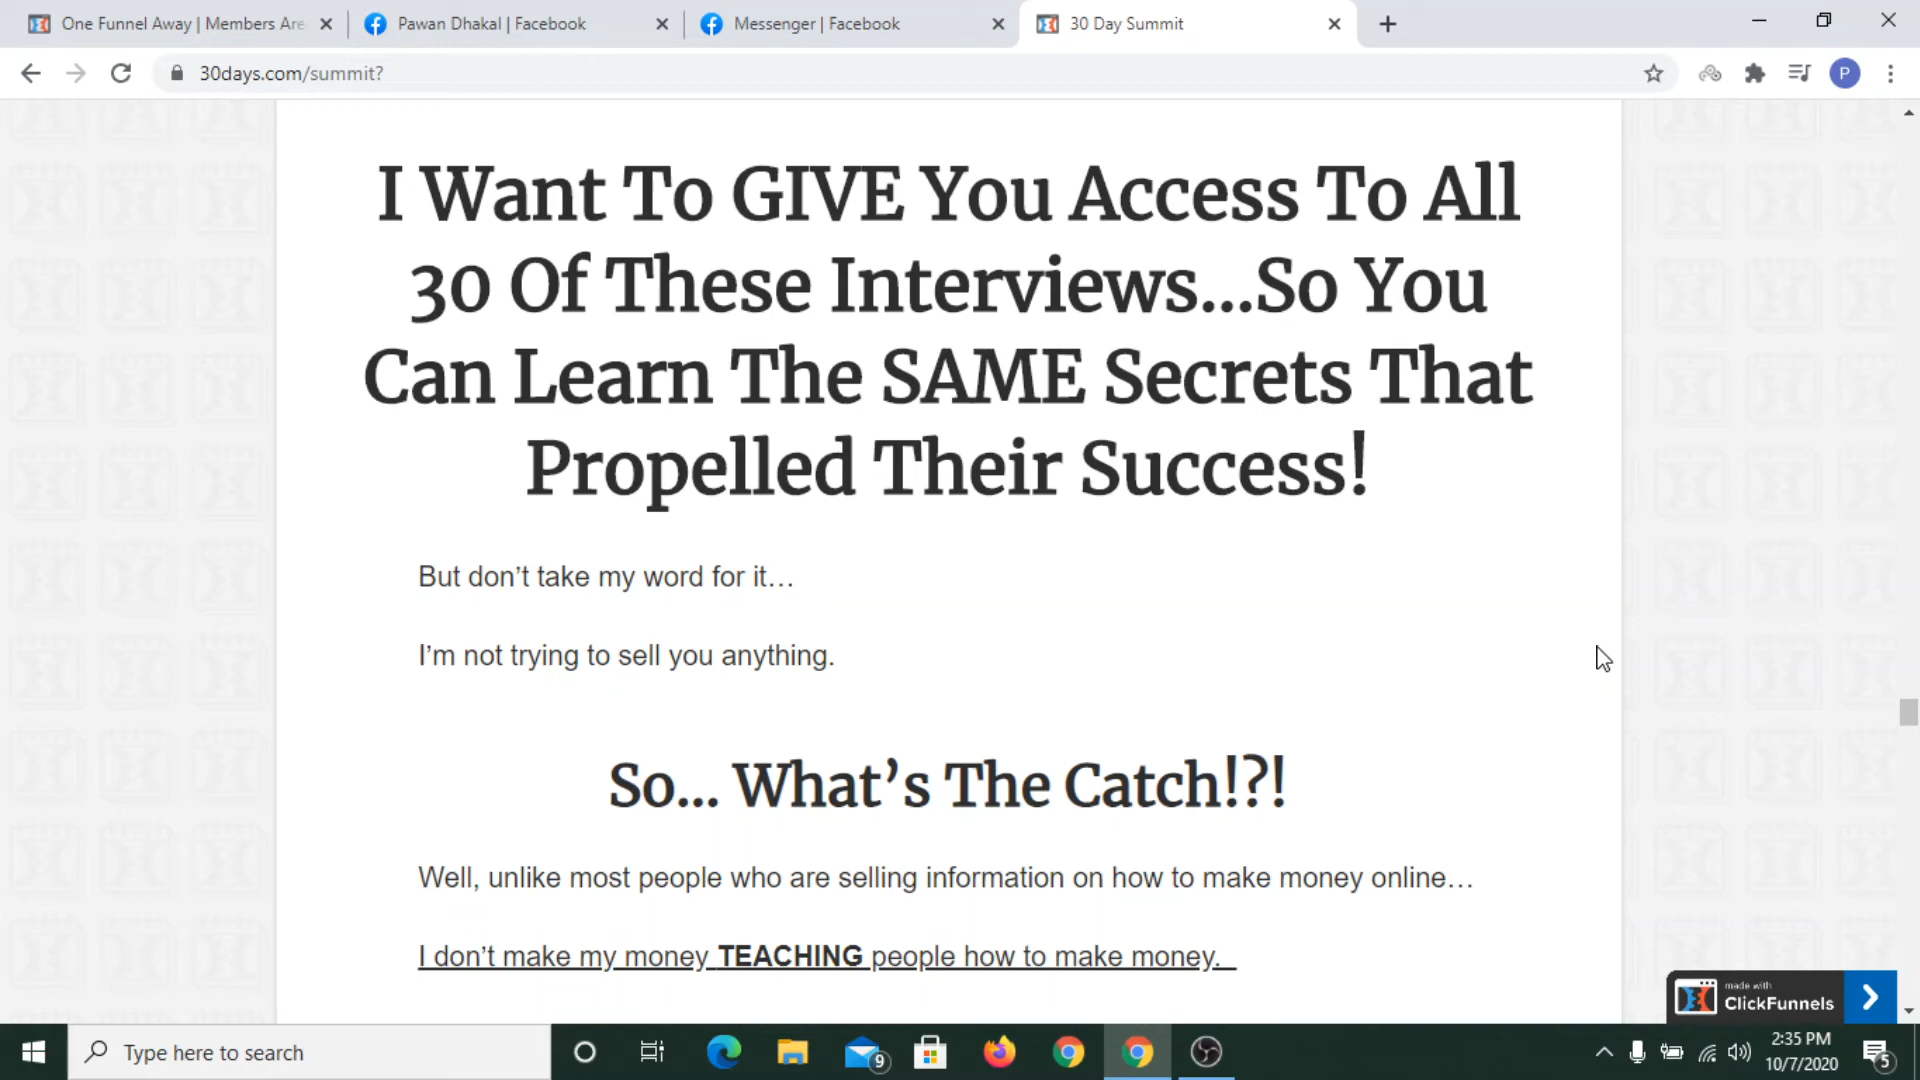 One Funnel Away | Members Are
Pawan Dhakal | Facebook
Messenger | Facebook
30 Day Summit
30days.com/summit?
P
I Want To GIVE You Access To All
30 Of These Interviews...So You
Can Learn The SAME Secrets That
Propelled Their Success!
But don’t take my word for it…
I’m not trying to sell you anything.
So... What’s The Catch!?!
Well, unlike most people who are selling information on how to make money online…
I don’t make my money TEACHING people how to make money.
made with
ClickFunnels
Type here to search
9
2:35 PM
10/7/2020
5